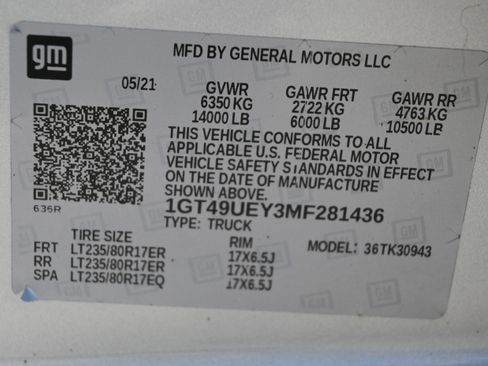 gm
MFD BY GENERAL MOTORS LLC
05/21 GVWR GAWR FRT GAWR RR
6350 KG 2722 KG 4763 KG
14000 LB 6000 LB 10500 LB
THIS VEHICLE CONFORMS TO ALL
APPLICABLE U.S. FEDERAL MOTOR
VEHICLE SAFETY STANDARDS IN EFFECT
ON THE DATE OF MANUFACTURE
SHOWN ABOVE.
636R
1GT49UEY3MF281436
TYPE: TRUCK
TIRE SIZE RIM MODEL: 36TK30943
FRT LT235/80R17ER 17X6.5J
RR LT235/80R17ER 17X6.5J
SPA LT235/80R17EQ 17X6.5J